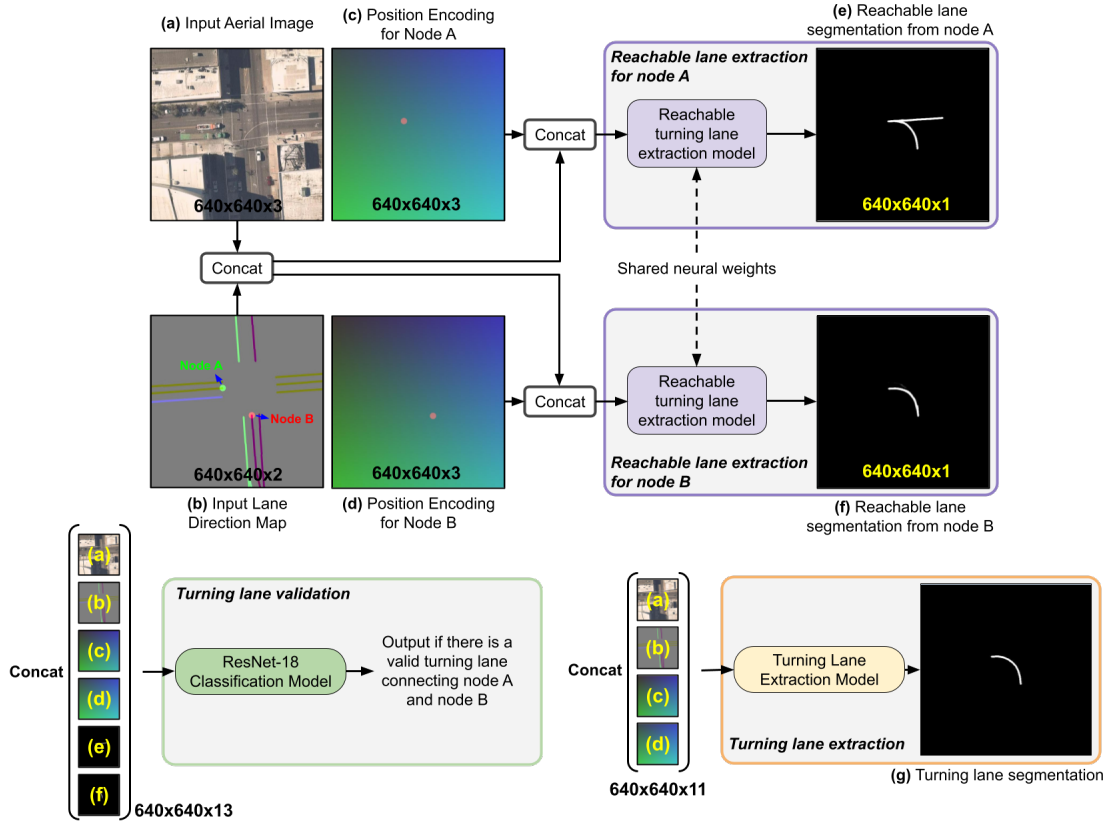 (a) Input Aerial Image
(c) Position Encoding
for Node A
(e) Reachable lane
segmentation from node A
640x640x3
640x640x3
Concat
Reachable lane extraction
for node A
Reachable
turning lane
extraction model
640x640x1
Concat
Shared neural weights
Node A
Node B
640x640x2
640x640x3
Concat
Reachable
turning lane
extraction model
Reachable lane extraction
for node B
640x640x1
(b) Input Lane
Direction Map
(d) Position Encoding
for Node B
(f) Reachable lane
segmentation from node B
Concat
(a)
(b)
(c)
(d)
(e)
(f)
640x640x13
Turning lane validation
ResNet-18
Classification Model
Output if there is a
valid turning lane
connecting node A
and node B
Concat
(a)
(b)
(c)
(d)
640x640x11
Turning Lane
Extraction Model
Turning lane extraction
(g) Turning lane segmentation